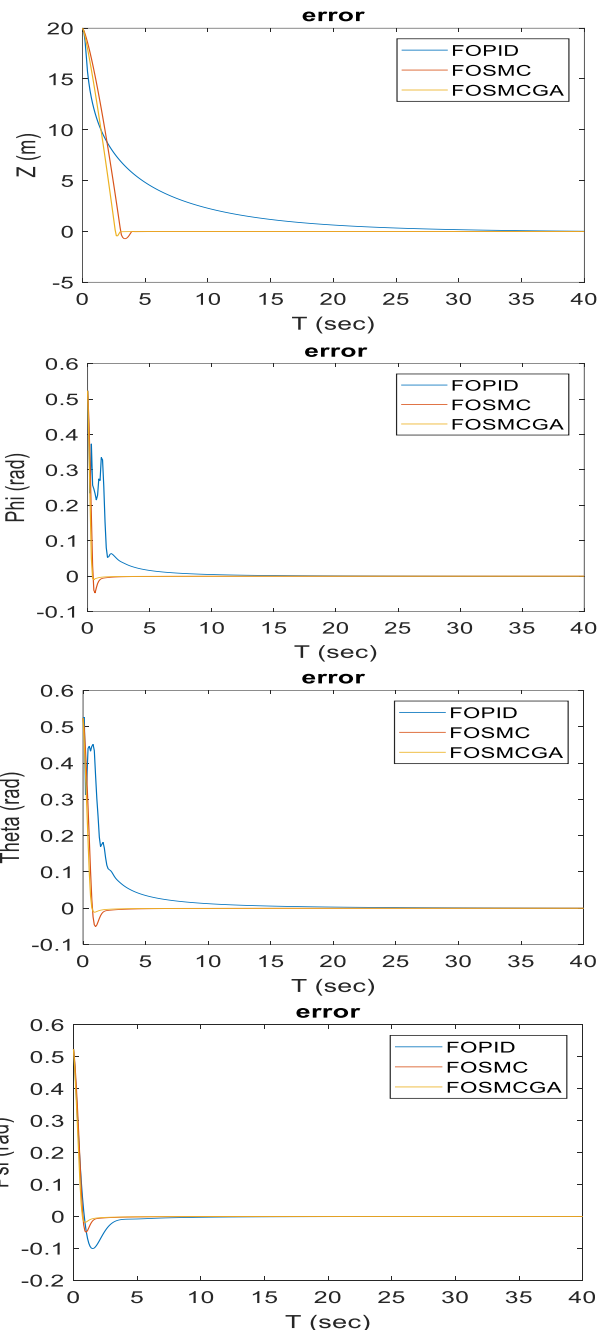 error
20
15
10
5
0
-5
Z (m)
FOPID
FOSMC
FOSMCGA
0 5 10 15 20 25 30 35 40
T (sec)
error
0.6
0.5
0.4
0.3
0.2
0.1
0
-0.1
Phi (rad)
FOPID
FOSMC
FOSMCGA
0 5 10 15 20 25 30 35 40
T (sec)
error
0.6
0.5
0.4
0.3
0.2
0.1
0
-0.1
Theta (rad)
FOPID
FOSMC
FOSMCGA
0 5 10 15 20 25 30 35 40
T (sec)
error
0.6
0.5
0.4
0.3
0.2
0.1
0
-0.1
-0.2
Psi (rad)
FOPID
FOSMC
FOSMCGA
0 5 10 15 20 25 30 35 40
T (sec)